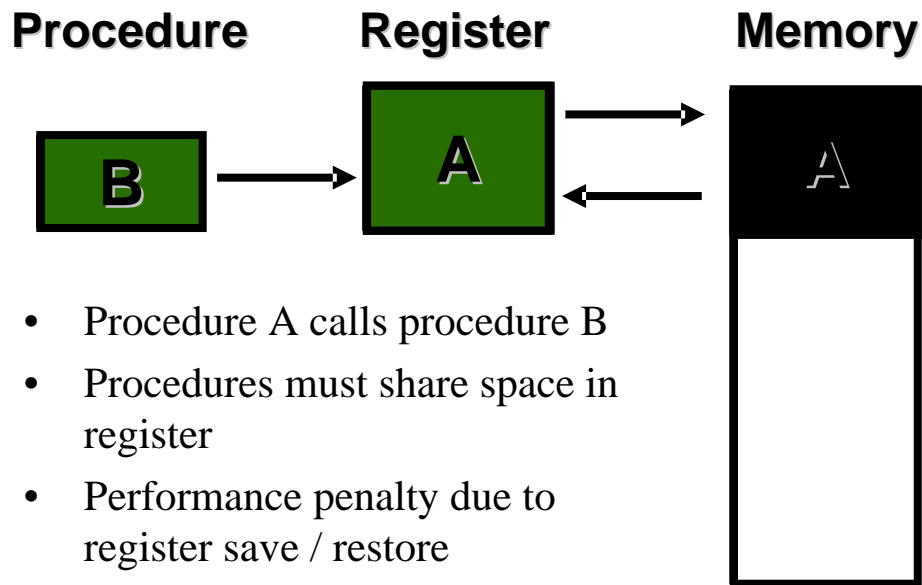 Procedure Register Memory
B A A
• Procedure A calls procedure B
• Procedures must share space in
register
• Performance penalty due to
register save / restore